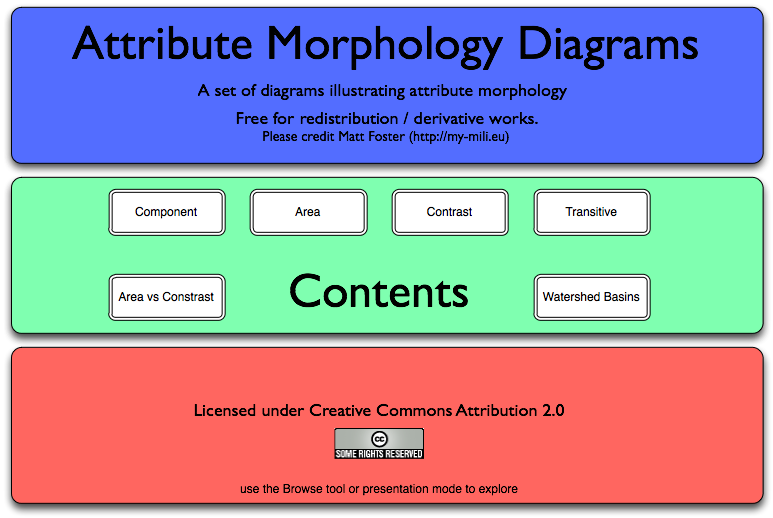 Attribute Morphology Diagrams
A set of diagrams illustrating attribute morphology
Free for redistribution / derivative works.
Please credit Matt Foster (http://my-mili.eu)
Component
Area
Contrast
Transitive
Area vs Constrast
Contents
Watershed Basins
Licensed under Creative Commons Attribution 2.0
cc
SOME RIGHTS RESERVED
use the Browse tool or presentation mode to explore